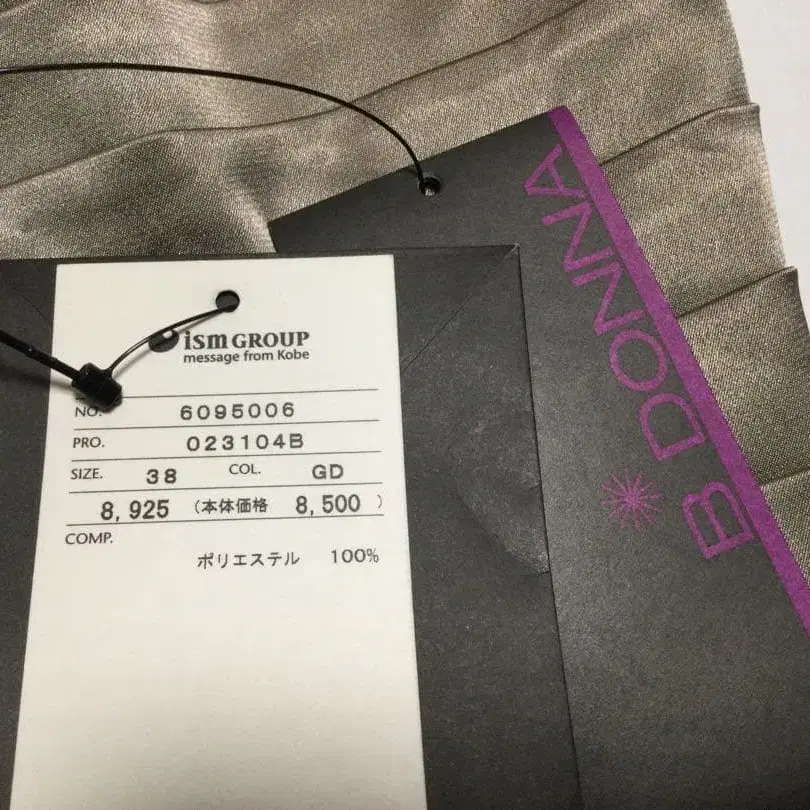 ism GROUP
message from Kobe
NO. 6095006
PRO. 023104B
SIZE. 38 COL. GD
8,925 (本体価格 8,500 )
COMP.
ポリエステル 100%
B DONNA